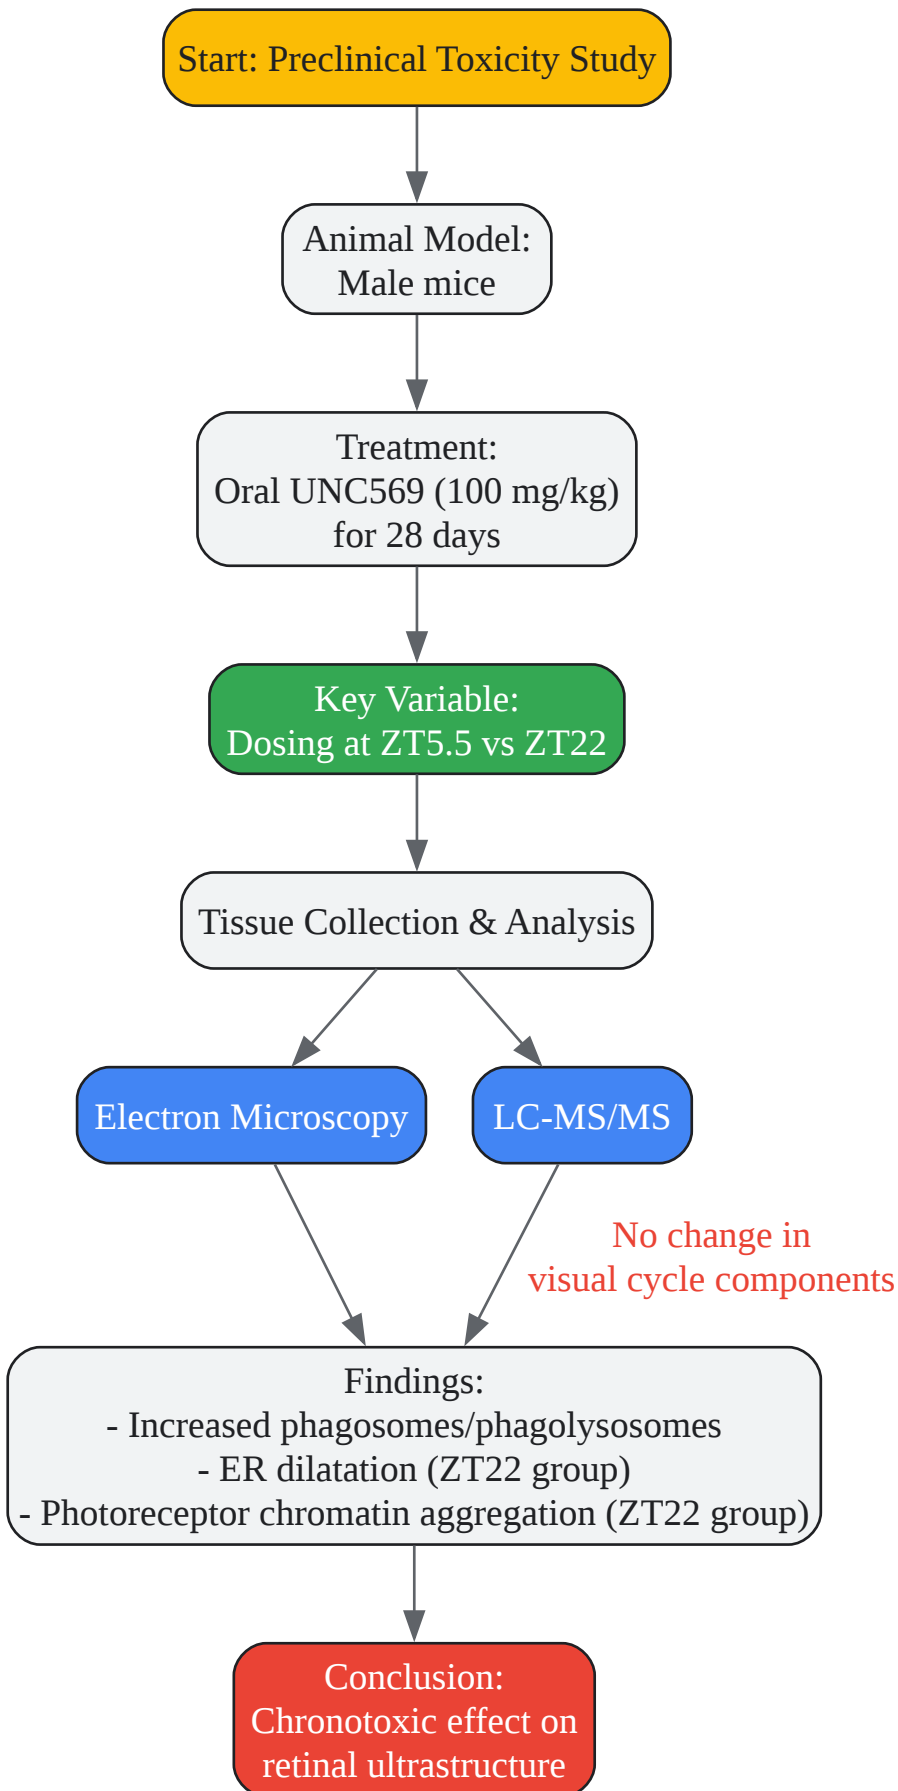 Start: Preclinical Toxicity Study
Animal Model:
Male mice
Treatment:
Oral UNC569 (100 mg/kg)
for 28 days
Key Variable:
Dosing at ZT5.5 vs ZT22
Tissue Collection & Analysis
Electron Microscopy
LC-MS/MS
No change in
visual cycle components
Findings:
- Increased phagosomes/phagolysosomes
- ER dilatation (ZT22 group)
- Photoreceptor chromatin aggregation (ZT22 group)
Conclusion:
Chronotoxic effect on
retinal ultrastructure